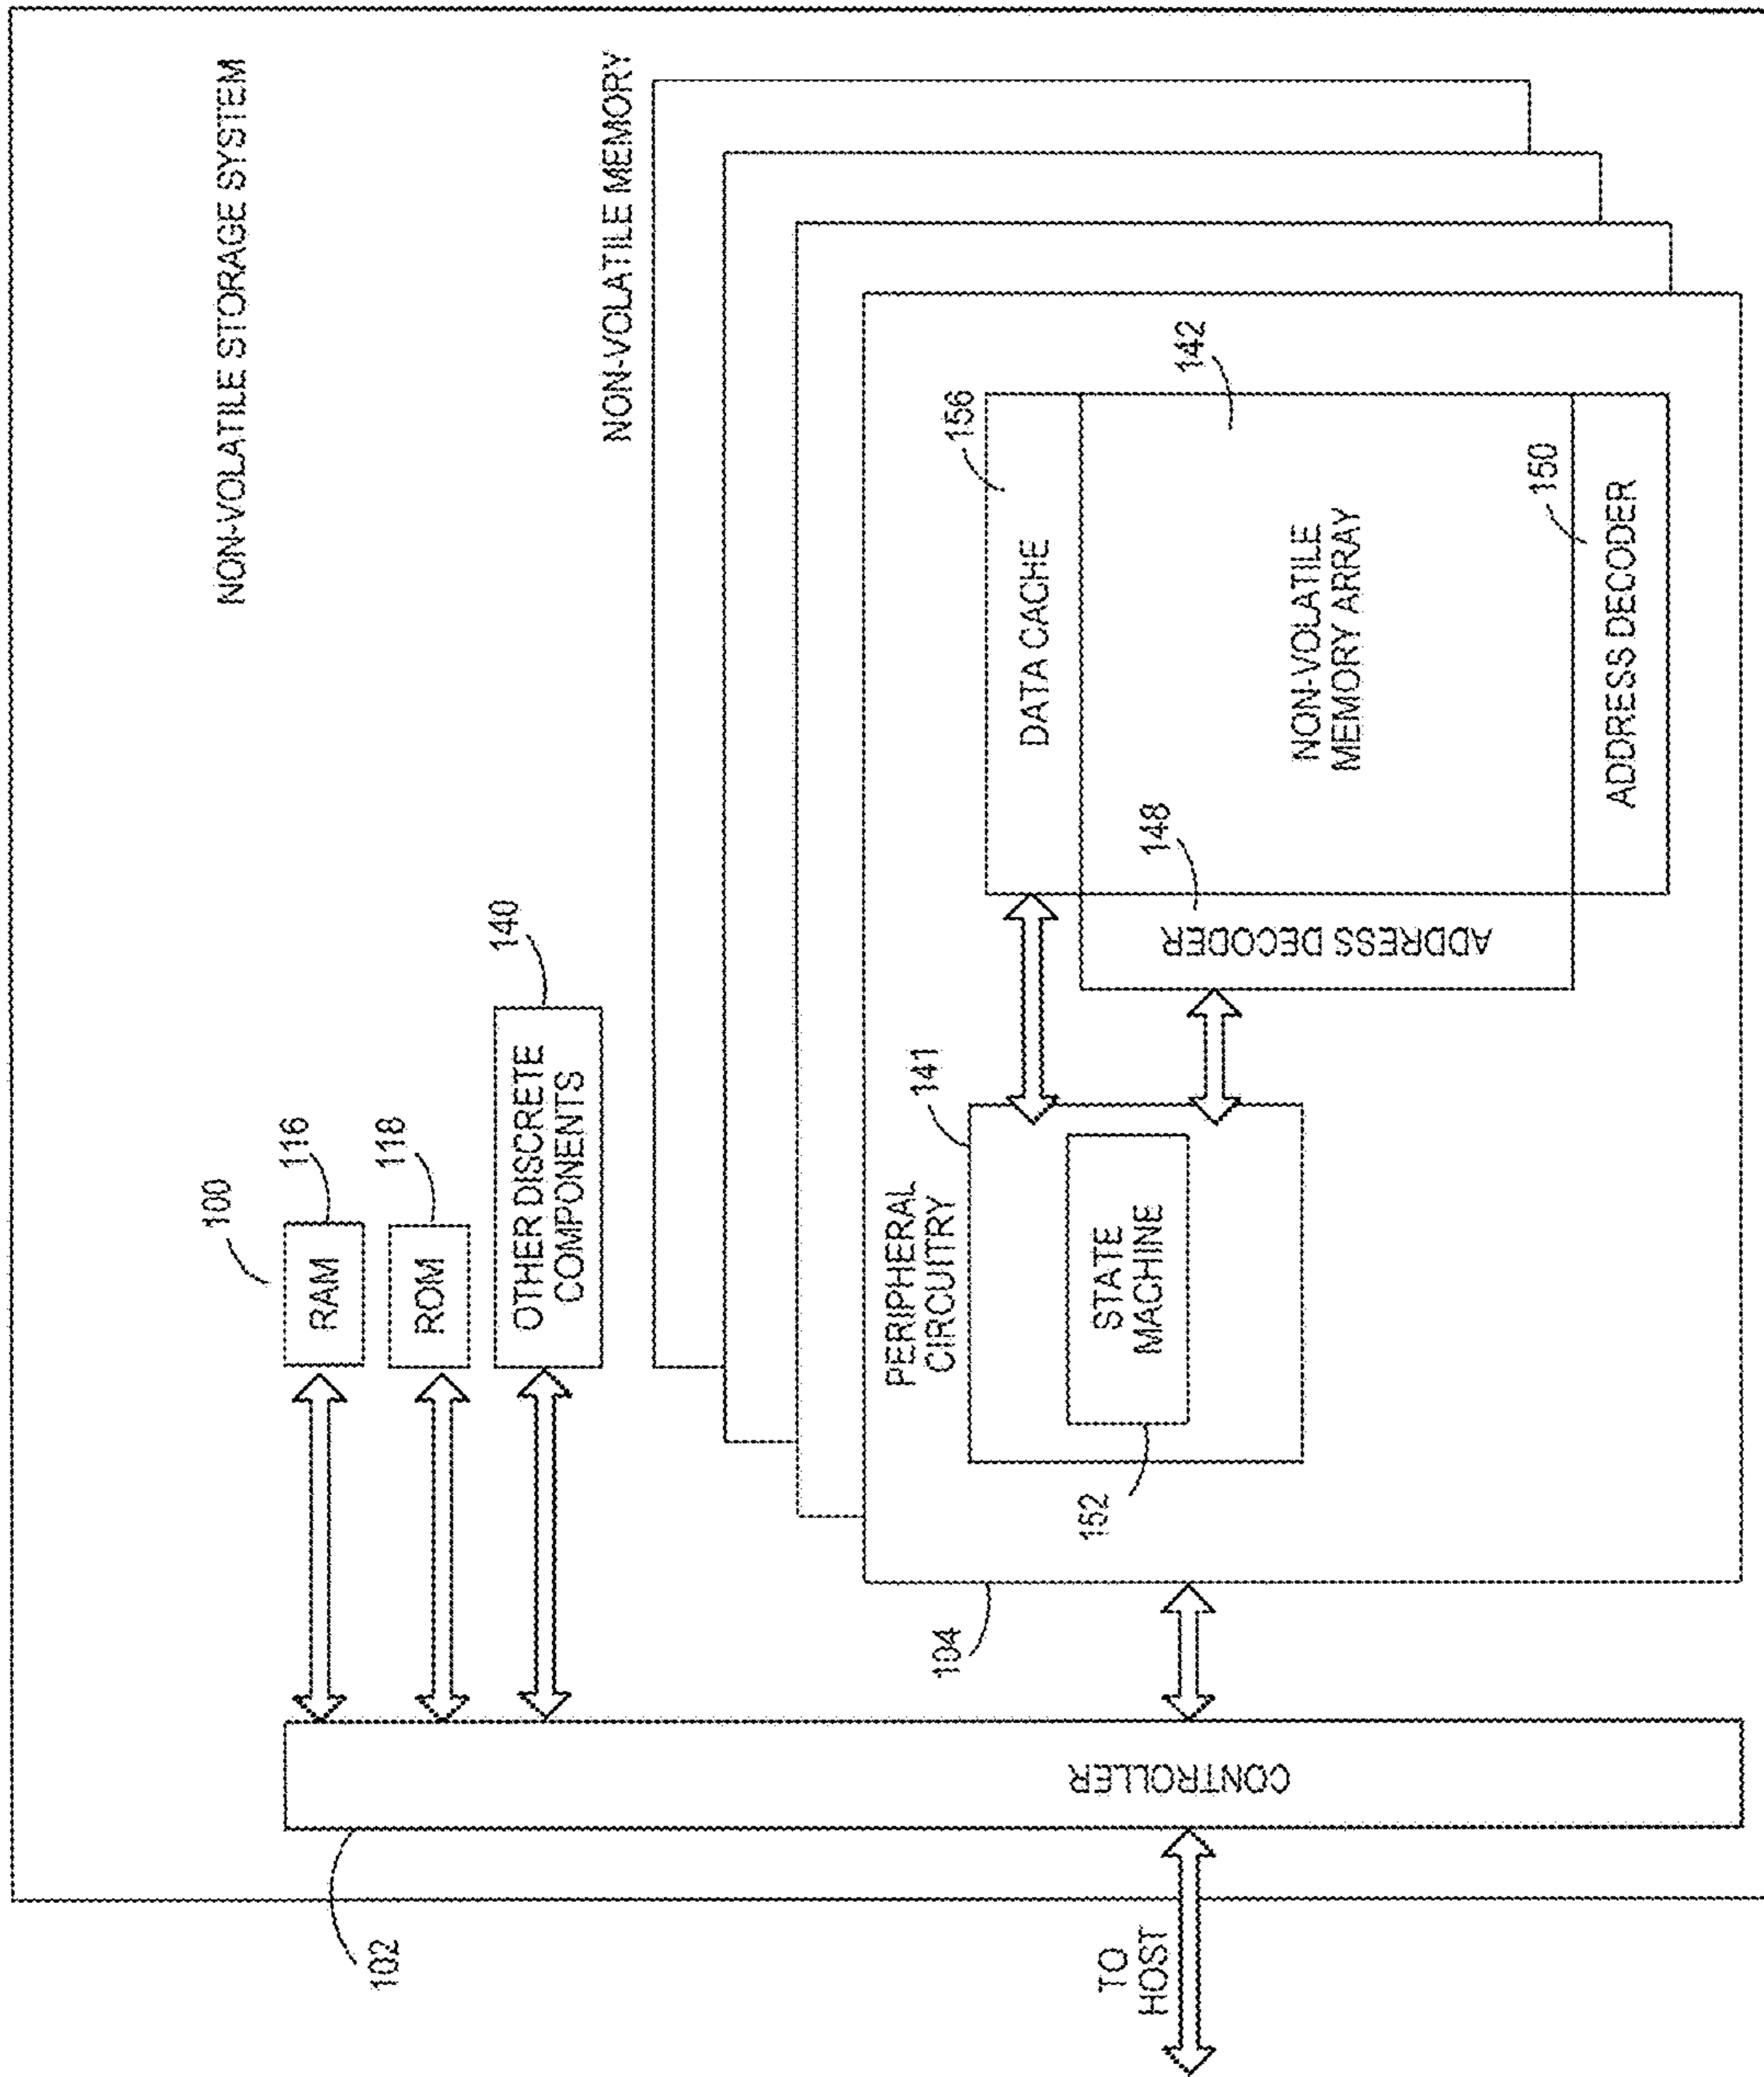 NON-VOLATILE STORAGE SYSTEM
100
116
RAM
118
ROM
140
OTHER DISCRETE
COMPONENTS
NON-VOLATILE MEMORY
PERIPHERAL
CIRCUITRY
141
STATE
MACHINE
152
DATA CACHE
156
ADDRESS DECODER
148
NON-VOLATILE
MEMORY ARRAY
142
150
ADDRESS DECODER
104
CONTROLLER
102
TO
HOST